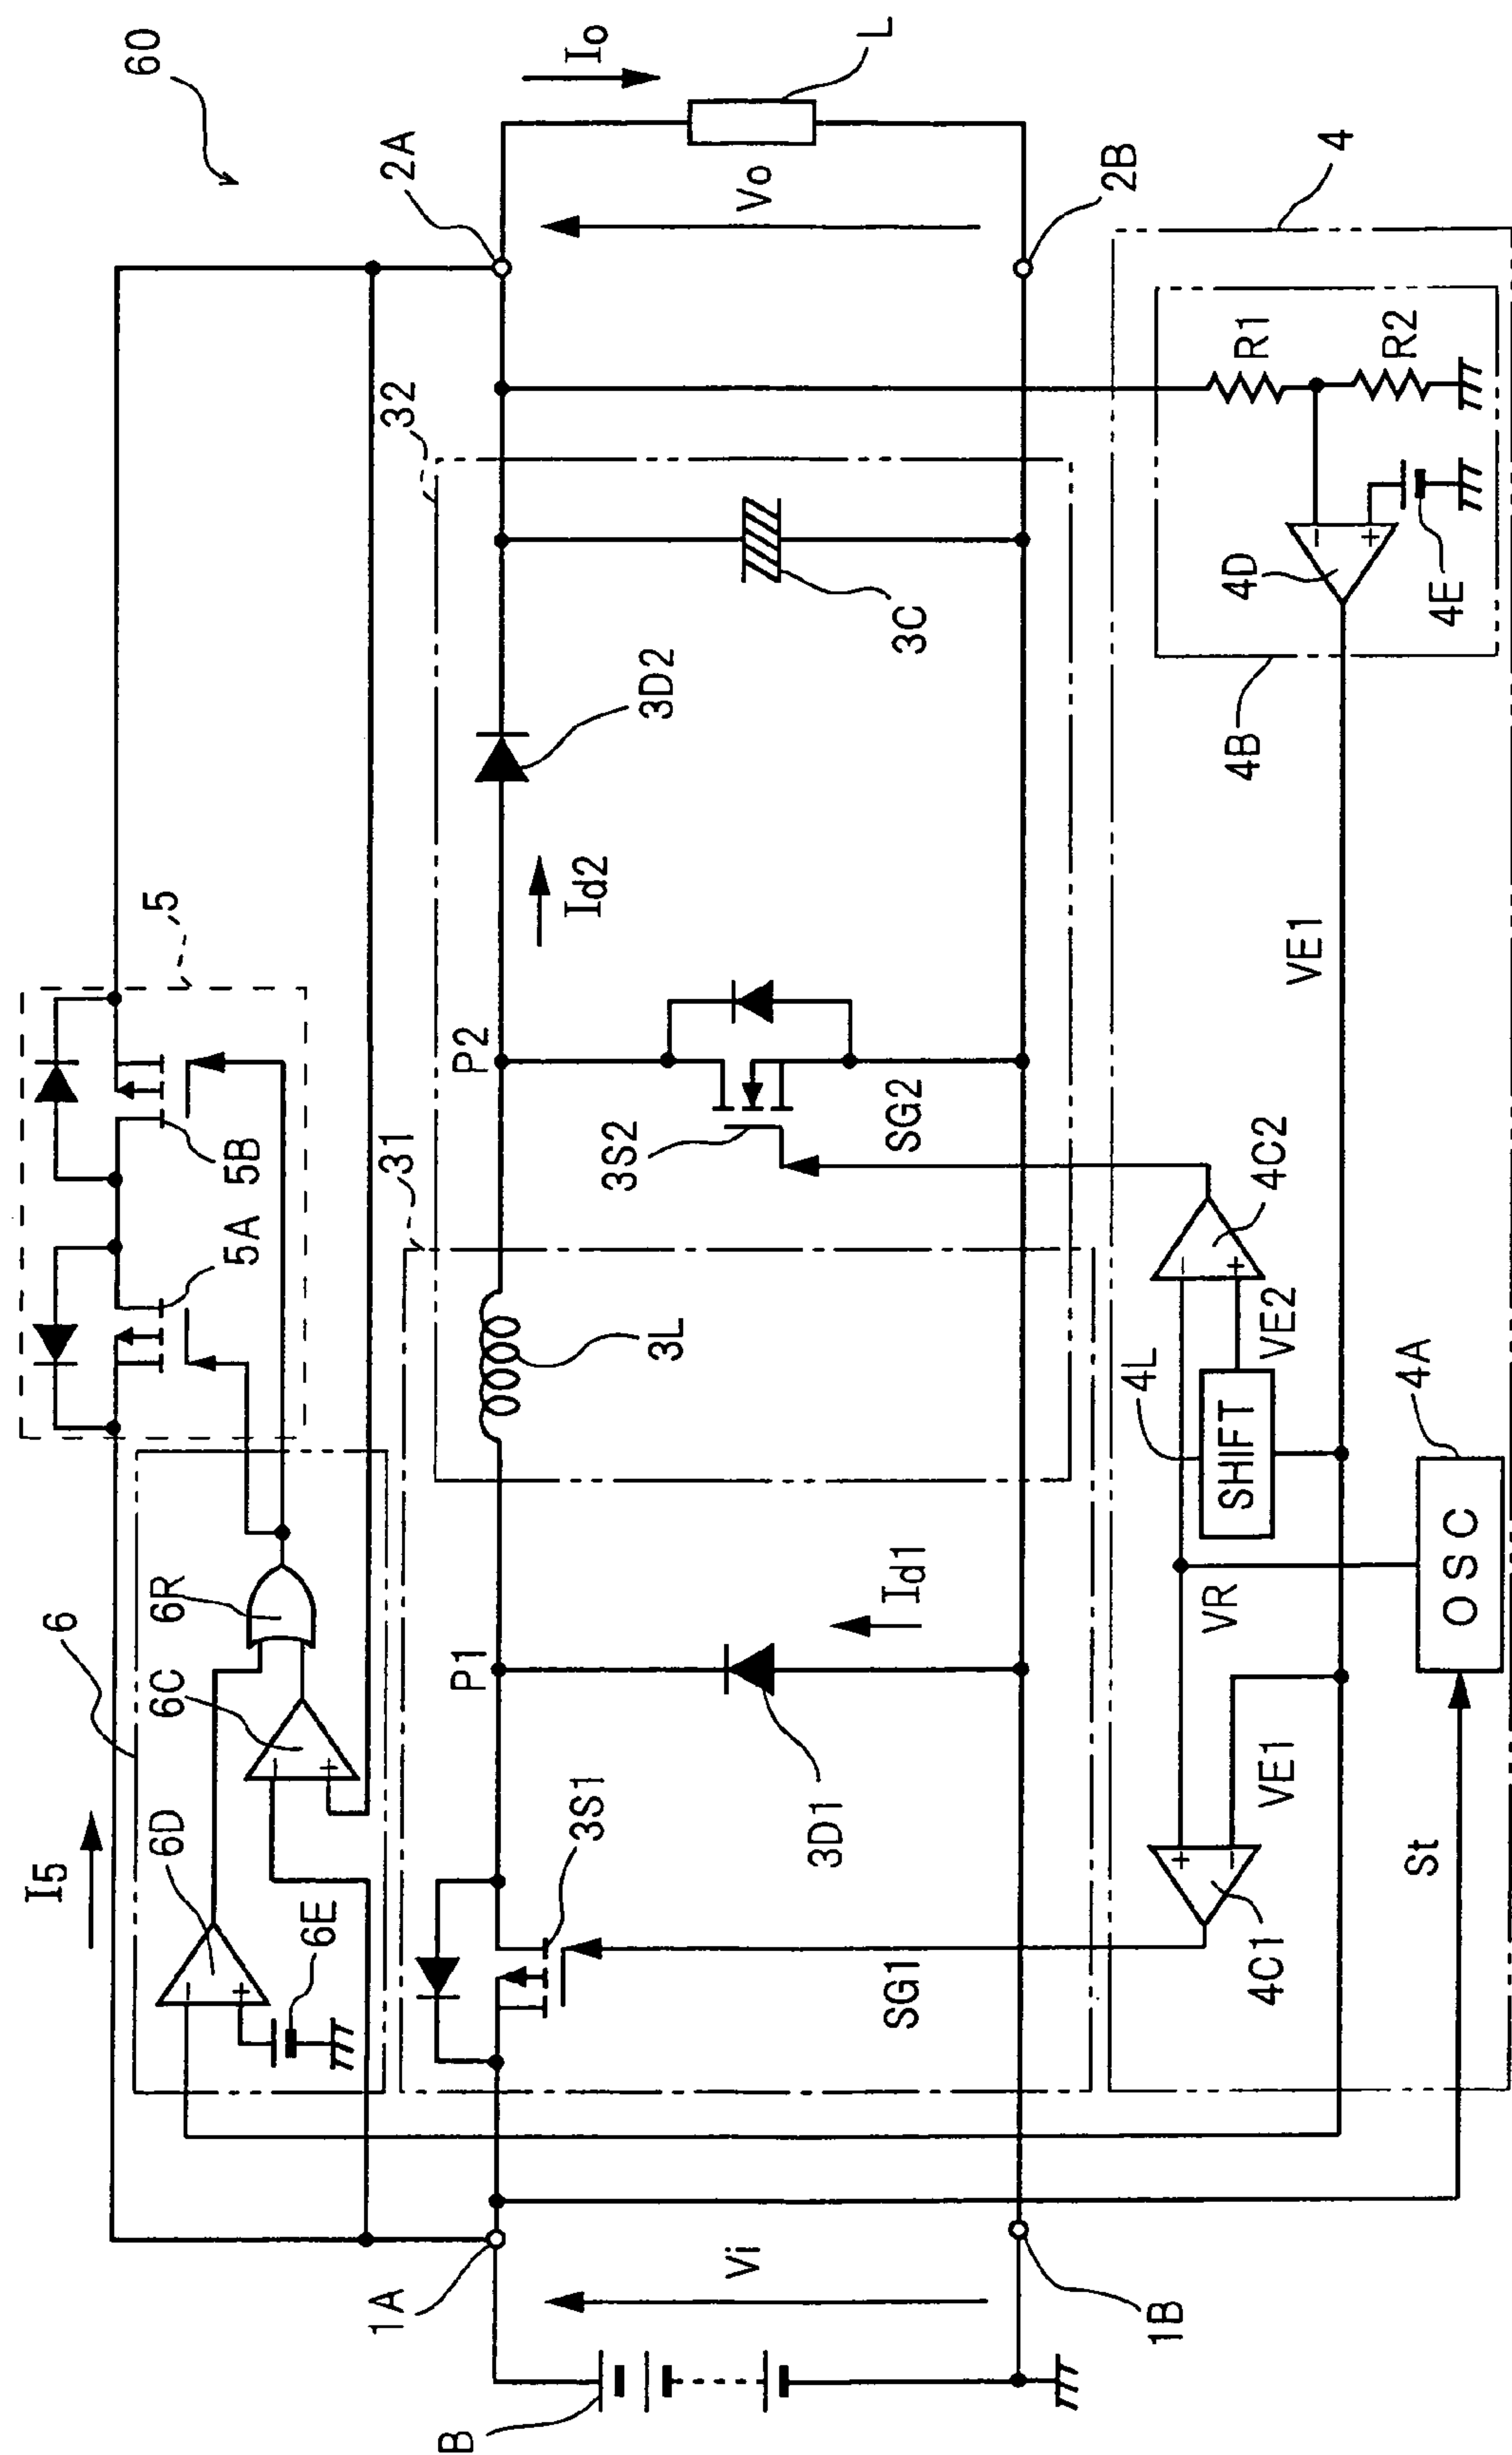 60
I5
6
6D
6E
6C
6R
5
5A
5B
31
32
1A
2A
Io
B
Vi
3S1
P1
3L
P2
Id2
3D2
Vo
L
3D1
Id1
3S2
3C
SG1
SG2
1B
2B
4
4C1
+
−
VE1
VR
4L
SHIFT
VE2
4C2
−
+
VE1
4B
4D
−
+
4E
R1
R2
St
OSC
4A
−
+
−
+